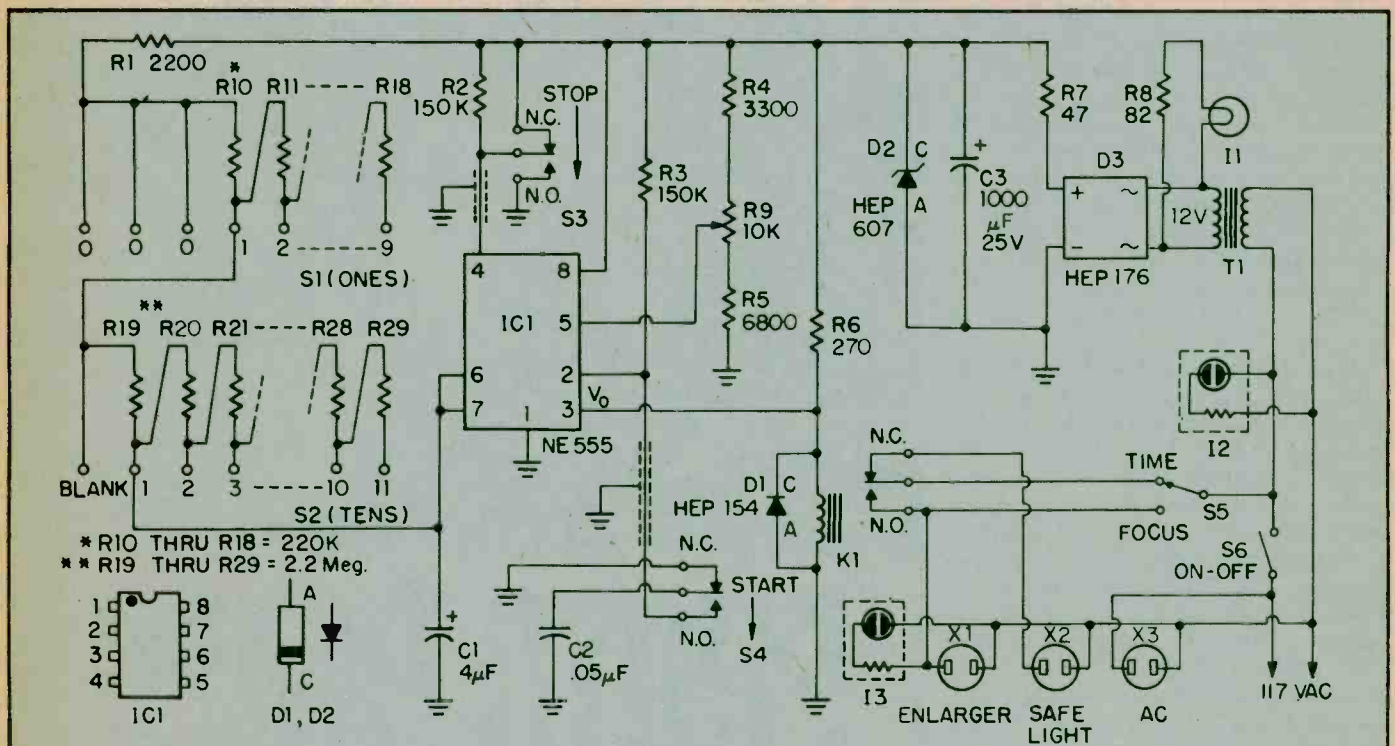 R1 2200
*
R10 R11 ---- R18
0 0 0 1 2 ------ 9
S1 (ONES)
**
R19 R20 R21 ---- R28 R29
BLANK 1 2 3 ----- 10 11
S2 (TENS)
* R10 THRU R18 = 220K
** R19 THRU R29 = 2.2 Meg.
1 8
2 7
3 6
4 5
IC1
A
C
D1, D2
R2
150K
N.C.
STOP
N.O.
S3
R3
150K
R4
3300
R9
10K
R5
6800
4 8
IC1
5
6 2
7 3
1
NE555
Vo
R6
270
C1
4µF
C2
.05µF
N.C.
START
N.O.
S4
D1 C
HEP 154
A
K1
D2 C
HEP
607
A
+
C3
1000
µF
25V
R7
47
R8
82
I1
D3
+ ~
- ~
HEP 176
12V
T1
I2
N.C.
N.O.
TIME
FOCUS
S5
S6
ON-OFF
I3
X1
ENLARGER
X2
SAFE
LIGHT
X3
AC
117 VAC
+